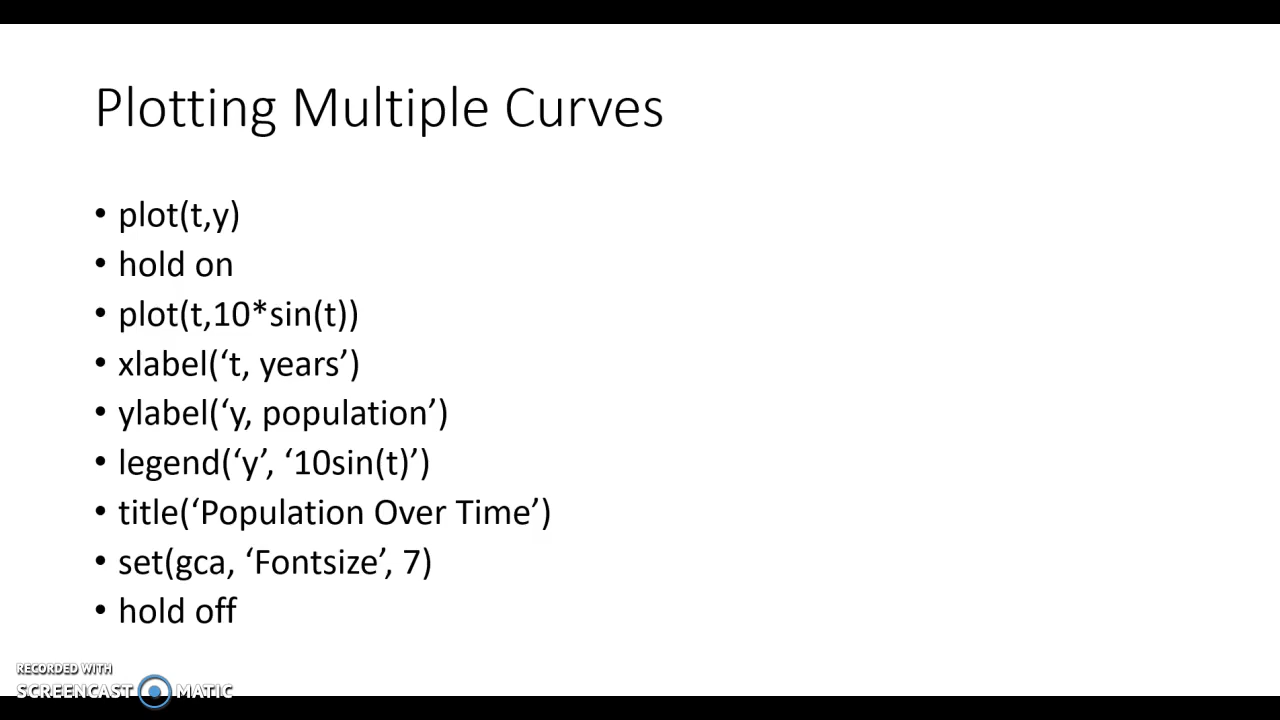 Plotting Multiple Curves
• plot(t,y)
• hold on
• plot(t,10*sin(t))
• xlabel(‘t, years’)
• ylabel(‘y, population’)
• legend(‘y’, ‘10sin(t)’)
• title(‘Population Over Time’)
• set(gca, ‘Fontsize’, 7)
• hold off
RECORDED WITH
SCREENCAST MATIC